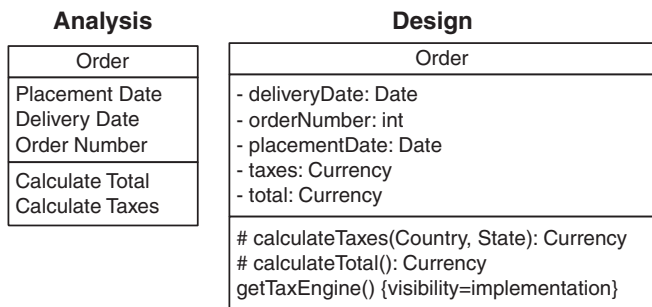 Analysis
Order
Placement Date
Delivery Date
Order Number
Calculate Total
Calculate Taxes
Design
Order
- deliveryDate: Date
- orderNumber: int
- placementDate: Date
- taxes: Currency
- total: Currency
# calculateTaxes(Country, State): Currency
# calculateTotal(): Currency
getTaxEngine() {visibility=implementation}